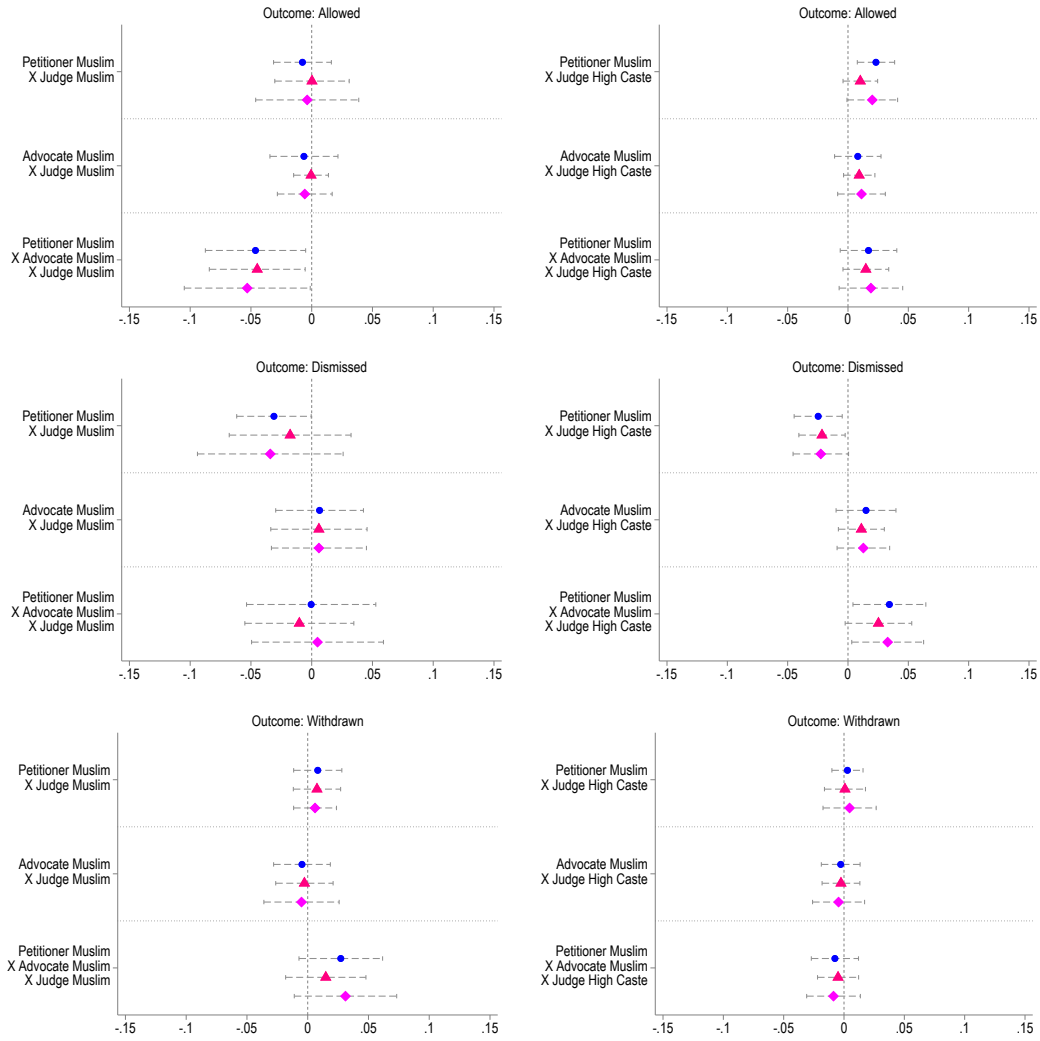 Outcome: Allowed
Petitioner Muslim
X Judge Muslim
Advocate Muslim
X Judge Muslim
Petitioner Muslim
X Advocate Muslim
X Judge Muslim
-.15 -.1 -.05 0 .05 .1 .15
Outcome: Allowed
Petitioner Muslim
X Judge High Caste
Advocate Muslim
X Judge High Caste
Petitioner Muslim
X Advocate Muslim
X Judge High Caste
-.15 -.1 -.05 0 .05 .1 .15
Outcome: Dismissed
Petitioner Muslim
X Judge Muslim
Advocate Muslim
X Judge Muslim
Petitioner Muslim
X Advocate Muslim
X Judge Muslim
-.15 -.1 -.05 0 .05 .1 .15
Outcome: Dismissed
Petitioner Muslim
X Judge High Caste
Advocate Muslim
X Judge High Caste
Petitioner Muslim
X Advocate Muslim
X Judge High Caste
-.15 -.1 -.05 0 .05 .1 .15
Outcome: Withdrawn
Petitioner Muslim
X Judge Muslim
Advocate Muslim
X Judge Muslim
Petitioner Muslim
X Advocate Muslim
X Judge Muslim
-.15 -.1 -.05 0 .05 .1 .15
Outcome: Withdrawn
Petitioner Muslim
X Judge High Caste
Advocate Muslim
X Judge High Caste
Petitioner Muslim
X Advocate Muslim
X Judge High Caste
-.15 -.1 -.05 0 .05 .1 .15